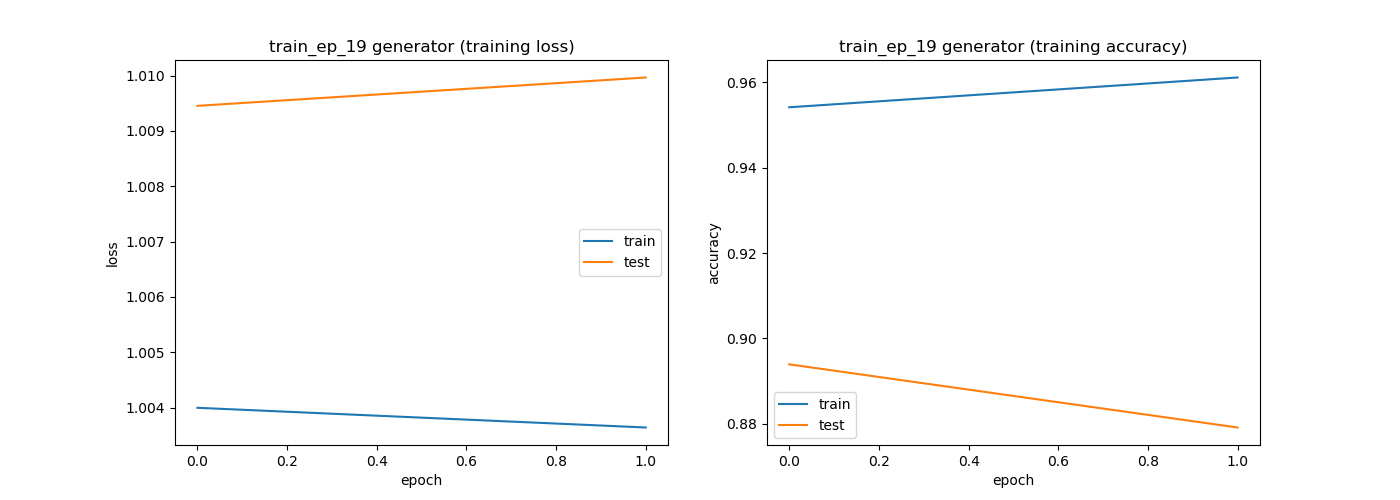 train_ep_19 generator (training loss)
1.010
1.009
1.008
1.007
1.006
1.005
1.004
loss
train
test
0.0 0.2 0.4 0.6 0.8 1.0
epoch
train_ep_19 generator (training accuracy)
0.96
0.94
0.92
0.90
0.88
accuracy
train
test
0.0 0.2 0.4 0.6 0.8 1.0
epoch